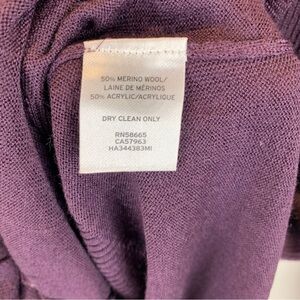 50% MERINO WOOL/
LAINE DE MÉRINOS
50% ACRYLIC/ACRYLIQUE
DRY CLEAN ONLY
RN58665
CA57963
HA344383MI